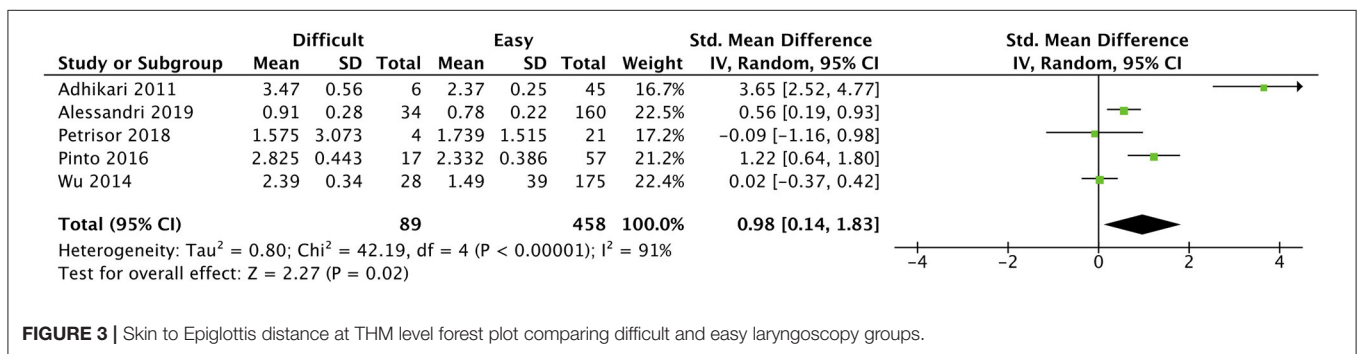 Difficult Easy Std. Mean Difference Std. Mean Difference
Study or Subgroup Mean SD Total Mean SD Total Weight IV, Random, 95% CI IV, Random, 95% CI
Adhikari 2011 3.47 0.56 6 2.37 0.25 45 16.7% 3.65 [2.52, 4.77]
Alessandri 2019 0.91 0.28 34 0.78 0.22 160 22.5% 0.56 [0.19, 0.93]
Petrisor 2018 1.575 3.073 4 1.739 1.515 21 17.2% -0.09 [-1.16, 0.98]
Pinto 2016 2.825 0.443 17 2.332 0.386 57 21.2% 1.22 [0.64, 1.80]
Wu 2014 2.39 0.34 28 1.49 39 175 22.4% 0.02 [-0.37, 0.42]
Total (95% CI) 89 458 100.0% 0.98 [0.14, 1.83]
Heterogeneity: Tau² = 0.80; Chi² = 42.19, df = 4 (P < 0.00001); I² = 91%
Test for overall effect: Z = 2.27 (P = 0.02)
-4 -2 0 2 4
FIGURE 3 | Skin to Epiglottis distance at THM level forest plot comparing difficult and easy laryngoscopy groups.